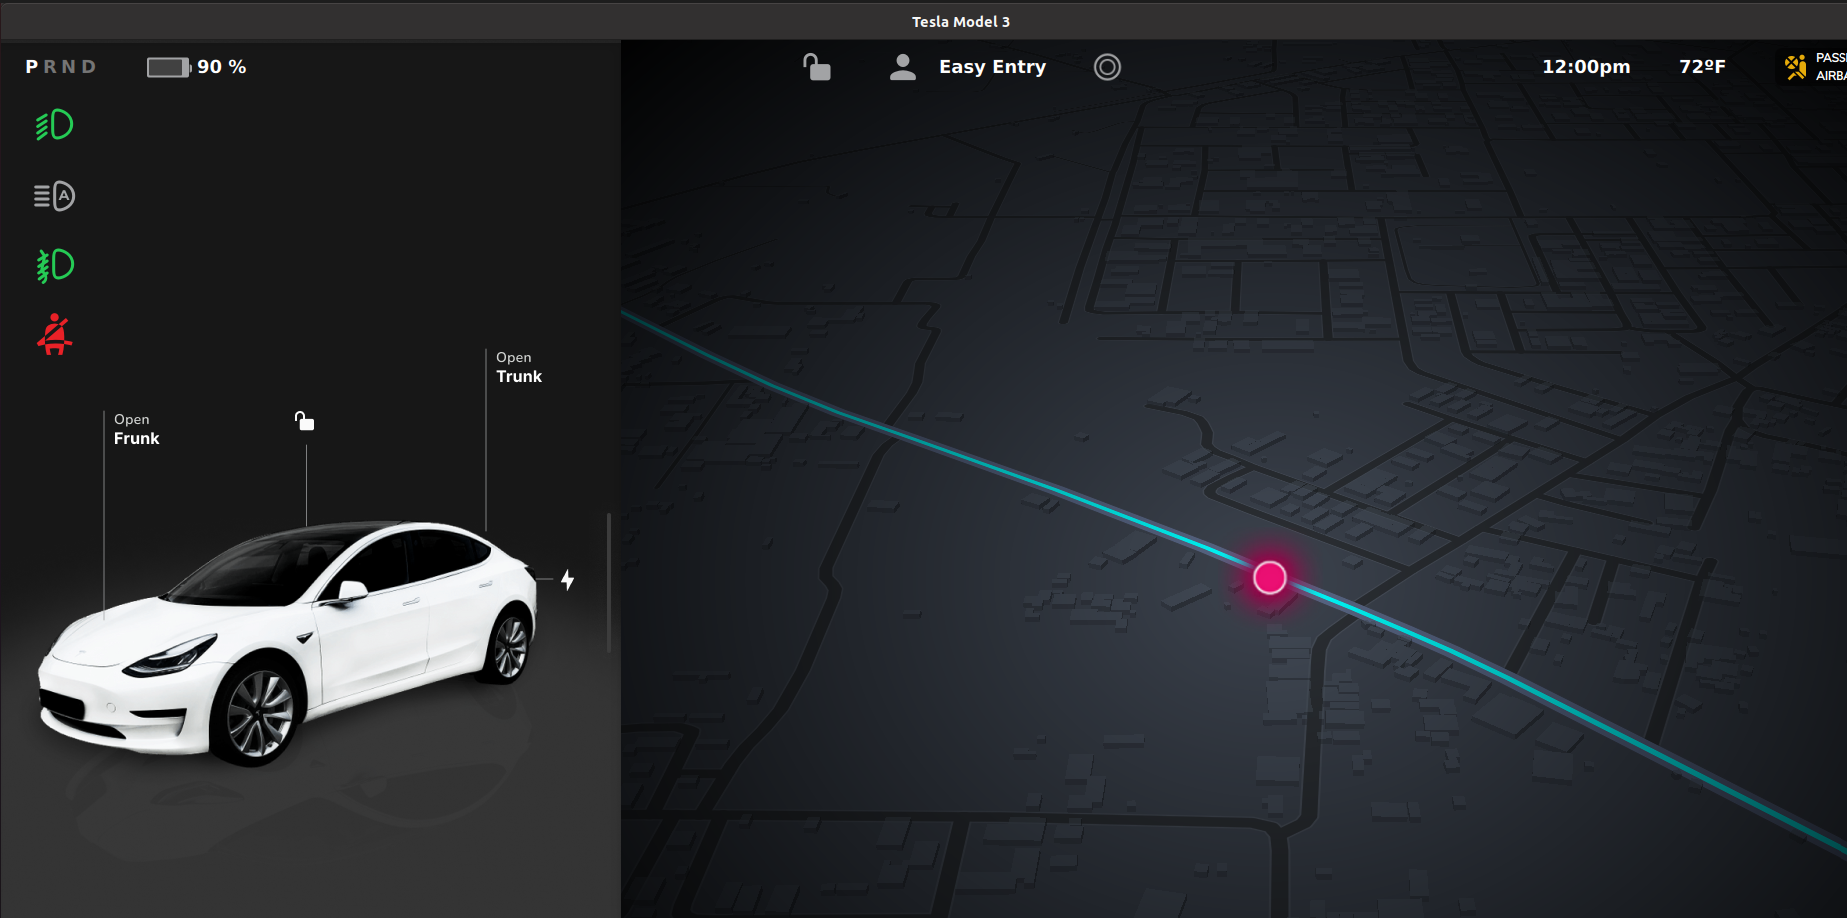 Tesla Model 3
P R N D
90 %
Easy Entry
12:00pm
72ºF
Open
Trunk
Open
Frunk
A